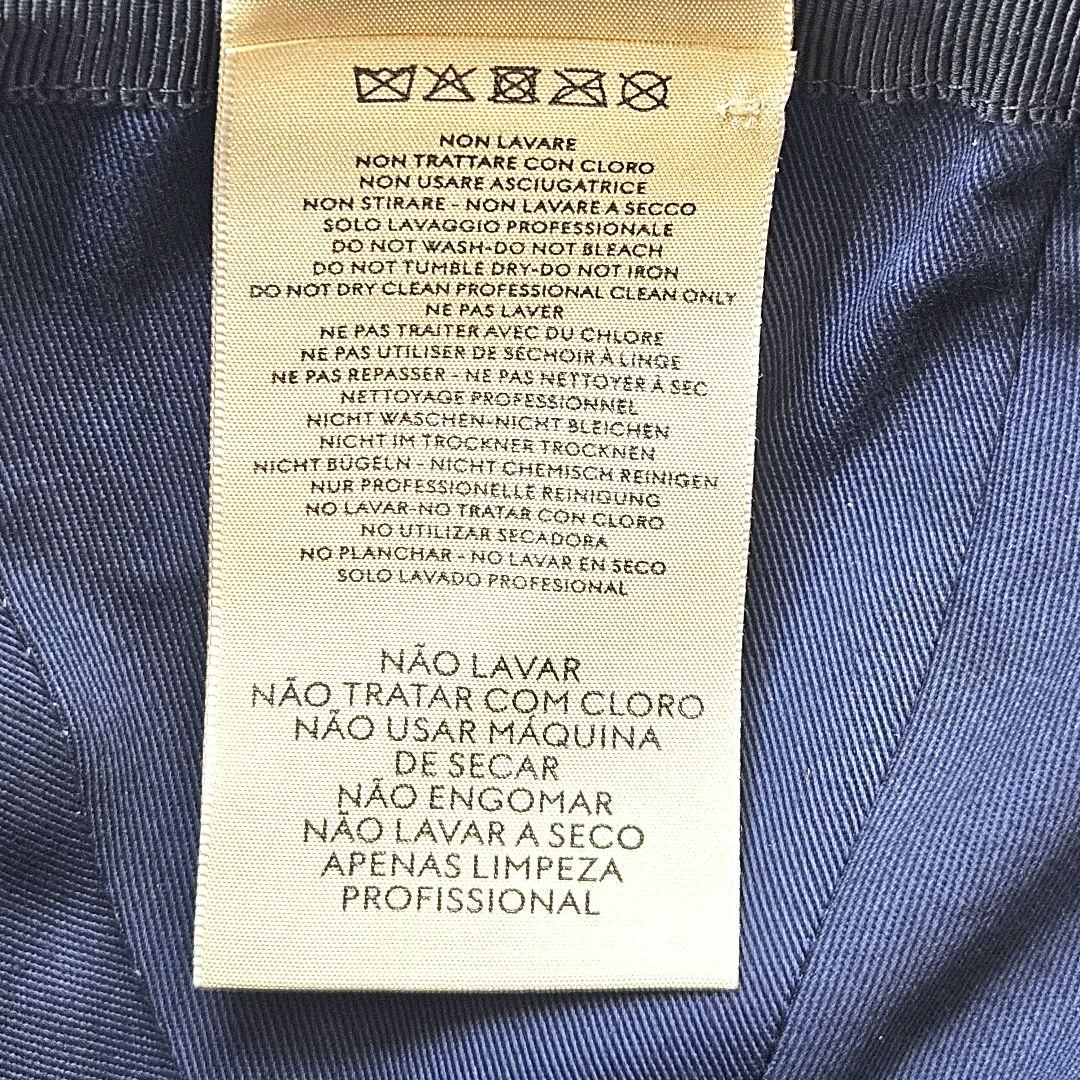 NON LAVARE
NON TRATTARE CON CLORO
NON USARE ASCIUGATRICE
NON STIRARE - NON LAVARE A SECCO
SOLO LAVAGGIO PROFESSIONALE
DO NOT WASH-DO NOT BLEACH
DO NOT TUMBLE DRY-DO NOT IRON
DO NOT DRY CLEAN PROFESSIONAL CLEAN ONLY
NE PAS LAVER
NE PAS TRAITER AVEC DU CHLORE
NE PAS UTILISER DE SÉCHOIR À LINGE
NE PAS REPASSER - NE PAS NETTOYER À SEC
NETTOYAGE PROFESSIONNEL
NICHT WASCHEN-NICHT BLEICHEN
NICHT IM TROCKNER TROCKNEN
NICHT BÜGELN - NICHT CHEMISCH REINIGEN
NUR PROFESSIONELLE REINIGUNG
NO LAVAR-NO TRATAR CON CLORO
NO UTILIZAR SECADORA
NO PLANCHAR - NO LAVAR EN SECO
SOLO LAVADO PROFESIONAL
NÃO LAVAR
NÃO TRATAR COM CLORO
NÃO USAR MÁQUINA
DE SECAR
NÃO ENGOMAR
NÃO LAVAR A SECO
APENAS LIMPEZA
PROFISSIONAL